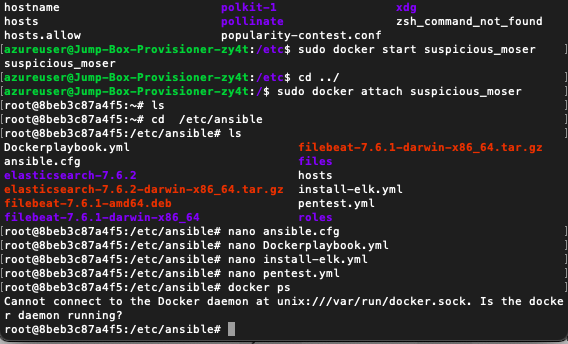 hostname polkit-1 xdg
hosts pollinate zsh_command_not_found
hosts.allow popularity-contest.conf
[azureuser@Jump-Box-Provisioner-zy4t:/etc$ sudo docker start suspicious_moser ]
suspicious_moser
[azureuser@Jump-Box-Provisioner-zy4t:/etc$ cd ../ ]
[azureuser@Jump-Box-Provisioner-zy4t:/$ sudo docker attach suspicious_moser ]
[root@8beb3c87a4f5:~# ls ]
[root@8beb3c87a4f5:~# cd  /etc/ansible ]
[root@8beb3c87a4f5:/etc/ansible# ls ]
Dockerplaybook.yml filebeat-7.6.1-darwin-x86_64.tar.gz
ansible.cfg files
elasticsearch-7.6.2 hosts
elasticsearch-7.6.2-darwin-x86_64.tar.gz install-elk.yml
filebeat-7.6.1-amd64.deb pentest.yml
filebeat-7.6.1-darwin-x86_64 roles
[root@8beb3c87a4f5:/etc/ansible# nano ansible.cfg ]
[root@8beb3c87a4f5:/etc/ansible# nano Dockerplaybook.yml ]
[root@8beb3c87a4f5:/etc/ansible# nano install-elk.yml ]
[root@8beb3c87a4f5:/etc/ansible# nano pentest.yml ]
[root@8beb3c87a4f5:/etc/ansible# docker ps ]
Cannot connect to the Docker daemon at unix:///var/run/docker.sock. Is the docke
r daemon running?
root@8beb3c87a4f5:/etc/ansible#